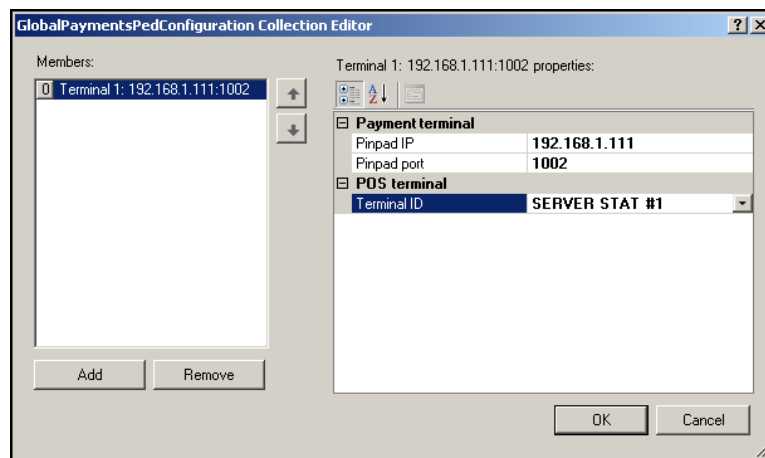 GlobalPaymentsPedConfiguration Collection Editor
Members:
0 Terminal 1: 192.168.1.111:1002
Add Remove
Terminal 1: 192.168.1.111:1002 properties:
Payment terminal
Pinpad IP 192.168.1.111
Pinpad port 1002
POS terminal
Terminal ID SERVER STAT #1
OK Cancel